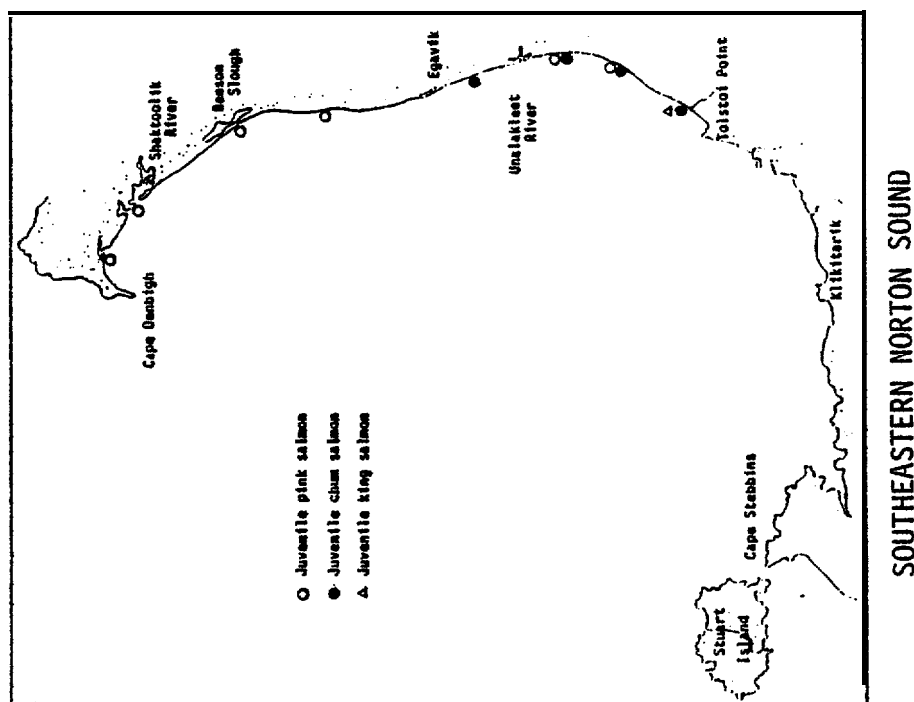 Shaktoolik
River
Beeson
Slough
Egavik
Unalakleet
River
Tolstoi Point
Klikitarik
Cape Denbigh
Juvenile pink salmon
Juvenile chum salmon
Juvenile king salmon
Cape Stebbins
Stuart
Island
SOUTHEASTERN NORTON SOUND